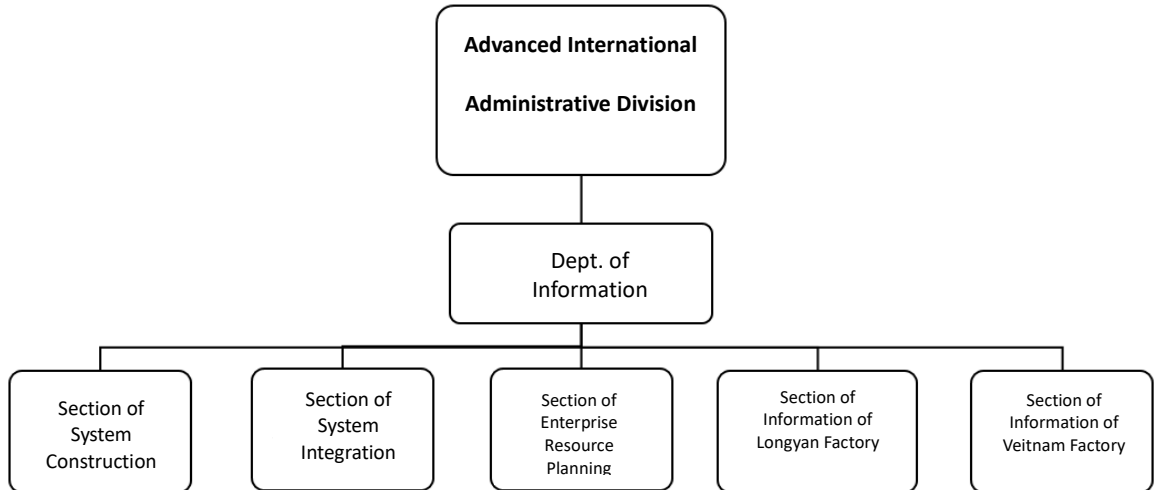 Advanced International
Administrative Division
Dept. of
Information
Section of
System
Construction
Section of
System
Integration
Section of
Enterprise
Resource
Planning
Section of
Information of
Longyan Factory
Section of
Information of
Veitnam Factory